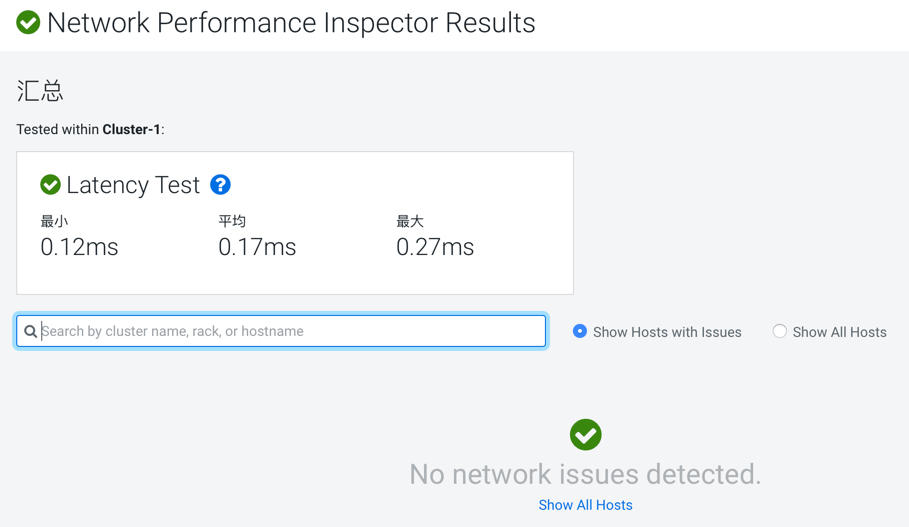 Network Performance Inspector Results
汇总
Tested within Cluster-1:
Latency Test
最小 平均 最大
0.12ms 0.17ms 0.27ms
Search by cluster name, rack, or hostname Show Hosts with Issues Show All Hosts
No network issues detected.
Show All Hosts